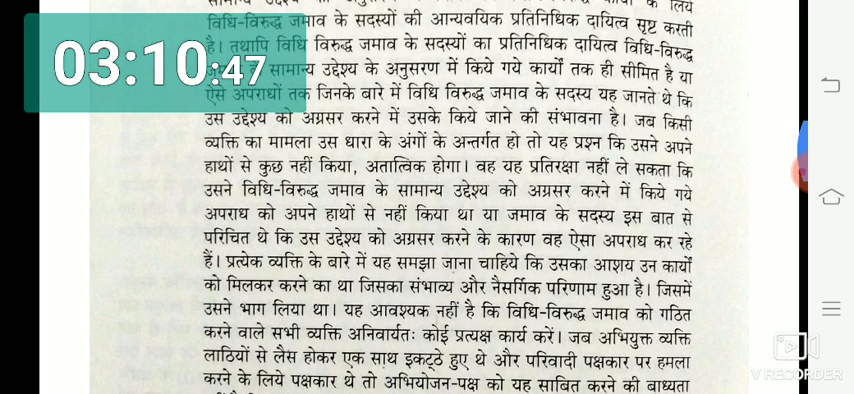 विधि-विरुद्ध जमाव के सदस्यों की आन्वयविक प्रतिनिधिक दायित्व सृष्ट करती
है। तथापि विधि विरुद्ध जमाव के सदस्यों का प्रतिनिधिक दायित्व विधि-विरुद्ध
सामान्य उद्देश्य के अनुसरण में किये गये कार्यों तक ही सीमित है या
ऐसे अपराधों तक जिनके बारे में विधि विरुद्ध जमाव के सदस्य यह जानते थे कि
उस उद्देश्य को अग्रसर करने में उसके किये जाने की संभावना है। जब किसी
व्यक्ति का मामला उस धारा के अंगों के अन्तर्गत हो तो यह प्रश्न कि उसने अपने
हाथों से कुछ नहीं किया, अतात्विक होगा। वह यह प्रतिरक्षा नहीं ले सकता कि
उसने विधि-विरुद्ध जमाव के सामान्य उद्देश्य को अग्रसर करने में किये गये
अपराध को अपने हाथों से नहीं किया था या जमाव के सदस्य इस बात से
परिचित थे कि उस उद्देश्य को अग्रसर करने के कारण वह ऐसा अपराध कर रहे
हैं। प्रत्येक व्यक्ति के बारे में यह समझा जाना चाहिये कि उसका आशय उन कार्यों
को मिलकर करने का था जिसका संभाव्य और नैसर्गिक परिणाम हुआ है। जिसमें
उसने भाग लिया था। यह आवश्यक नहीं है कि विधि-विरुद्ध जमाव को गठित
करने वाले सभी व्यक्ति अनिवार्यतः कोई प्रत्यक्ष कार्य करें। जब अभियुक्त व्यक्ति
लाठियों से लैस होकर एक साथ इकट्ठे हुए थे और परिवादी पक्षकार पर हमला
करने के लिये पक्षकार थे तो अभियोजन-पक्ष को यह साबित करने की बाध्यता
03:10:47
V RECORDER